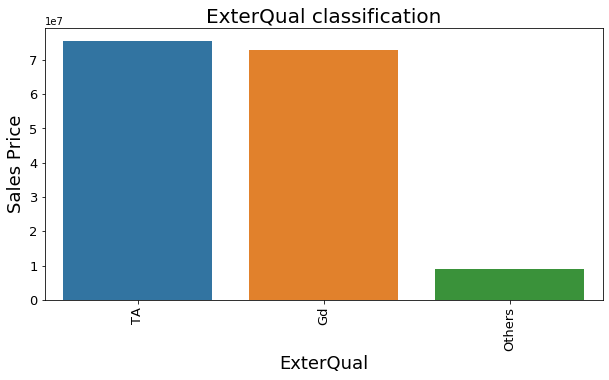 ExterQual classification
1e7
7
6
5
4
3
2
1
0
Sales Price
TA
Gd
Others
ExterQual